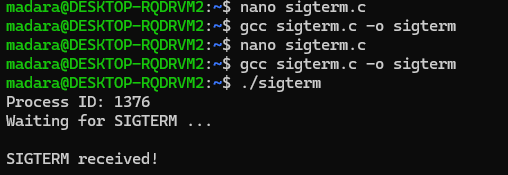 madara@DESKTOP-RQDRVM2:~$ nano sigterm.c
madara@DESKTOP-RQDRVM2:~$ gcc sigterm.c -o sigterm
madara@DESKTOP-RQDRVM2:~$ nano sigterm.c
madara@DESKTOP-RQDRVM2:~$ gcc sigterm.c -o sigterm
madara@DESKTOP-RQDRVM2:~$ ./sigterm
Process ID: 1376
Waiting for SIGTERM ...
SIGTERM received!